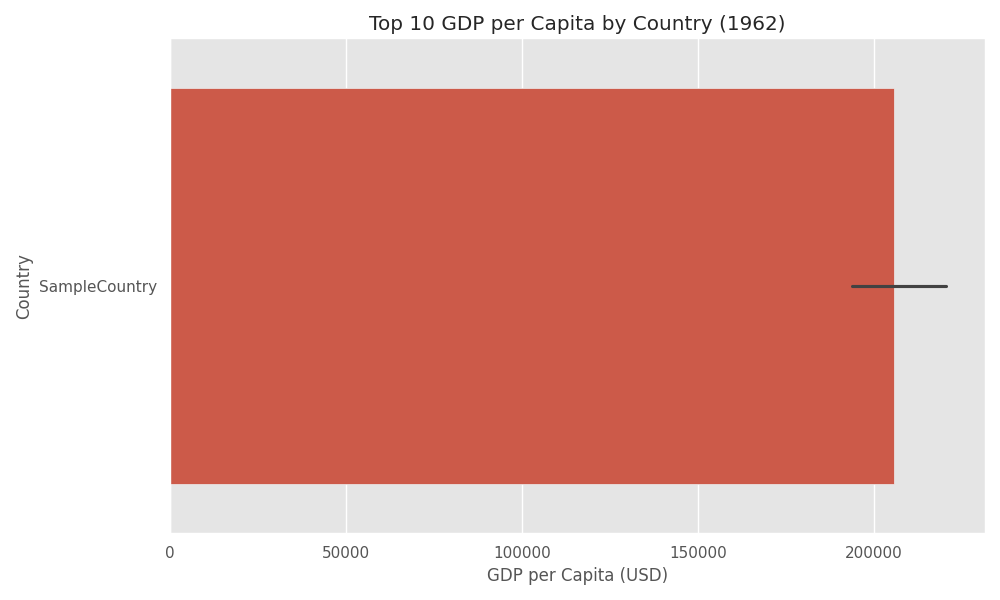 Top 10 GDP per Capita by Country (1962)
Country
SampleCountry
0 50000 100000 150000 200000
GDP per Capita (USD)